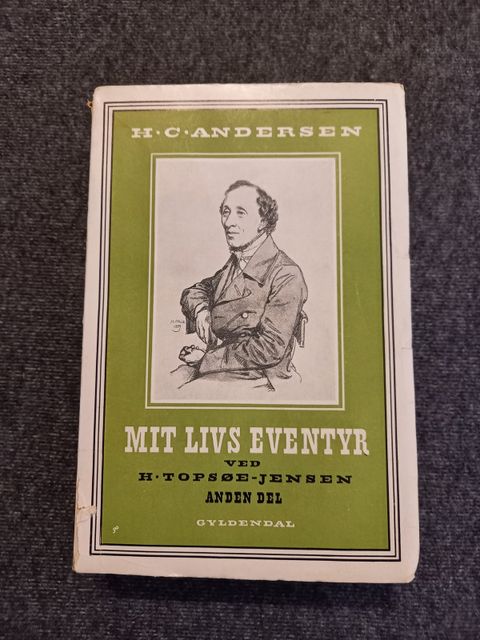 H·C·ANDERSEN
MIT LIVS EVENTYR
VED
H·TOPSØE-JENSEN
ANDEN DEL
GYLDENDAL